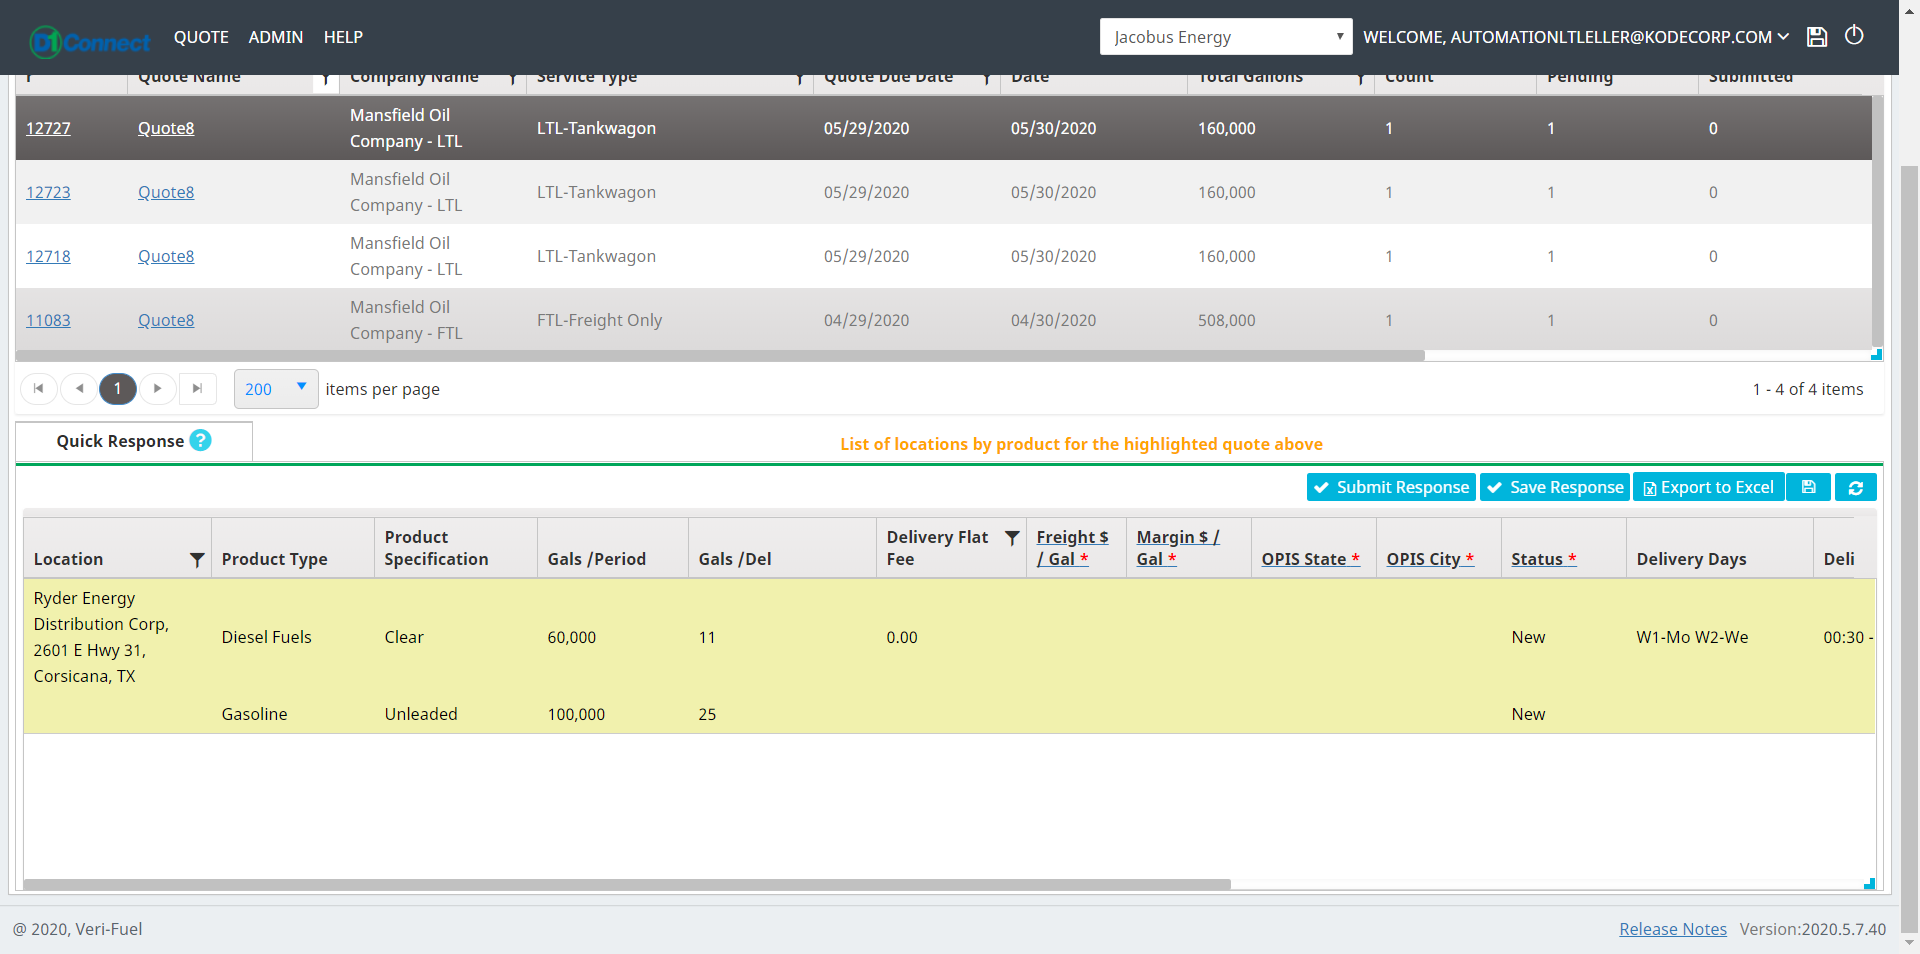 D1Connect QUOTE ADMIN HELP Jacobus Energy WELCOME, AUTOMATIONLTLELLER@KODECORP.COM
Quote Name Company Name Service Type Quote Due Date Date Total Gallons Count Pending Submitted
12727 Quote8 Mansfield Oil Company - LTL LTL-Tankwagon 05/29/2020 05/30/2020 160,000 1 1 0
12723 Quote8 Mansfield Oil Company - LTL LTL-Tankwagon 05/29/2020 05/30/2020 160,000 1 1 0
12718 Quote8 Mansfield Oil Company - LTL LTL-Tankwagon 05/29/2020 05/30/2020 160,000 1 1 0
11083 Quote8 Mansfield Oil Company - FTL FTL-Freight Only 04/29/2020 04/30/2020 508,000 1 1 0
1 200 items per page 1 - 4 of 4 items
Quick Response ? List of locations by product for the highlighted quote above
Submit Response Save Response Export to Excel
Location Product Type Product Specification Gals /Period Gals /Del Delivery Flat Fee Freight $ / Gal * Margin $ / Gal * OPIS State * OPIS City * Status * Delivery Days Deli
Ryder Energy Distribution Corp, 2601 E Hwy 31, Corsicana, TX Diesel Fuels Clear 60,000 11 0.00 New W1-Mo W2-We 00:30 -
Gasoline Unleaded 100,000 25 New
@ 2020, Veri-Fuel Release Notes Version:2020.5.7.40